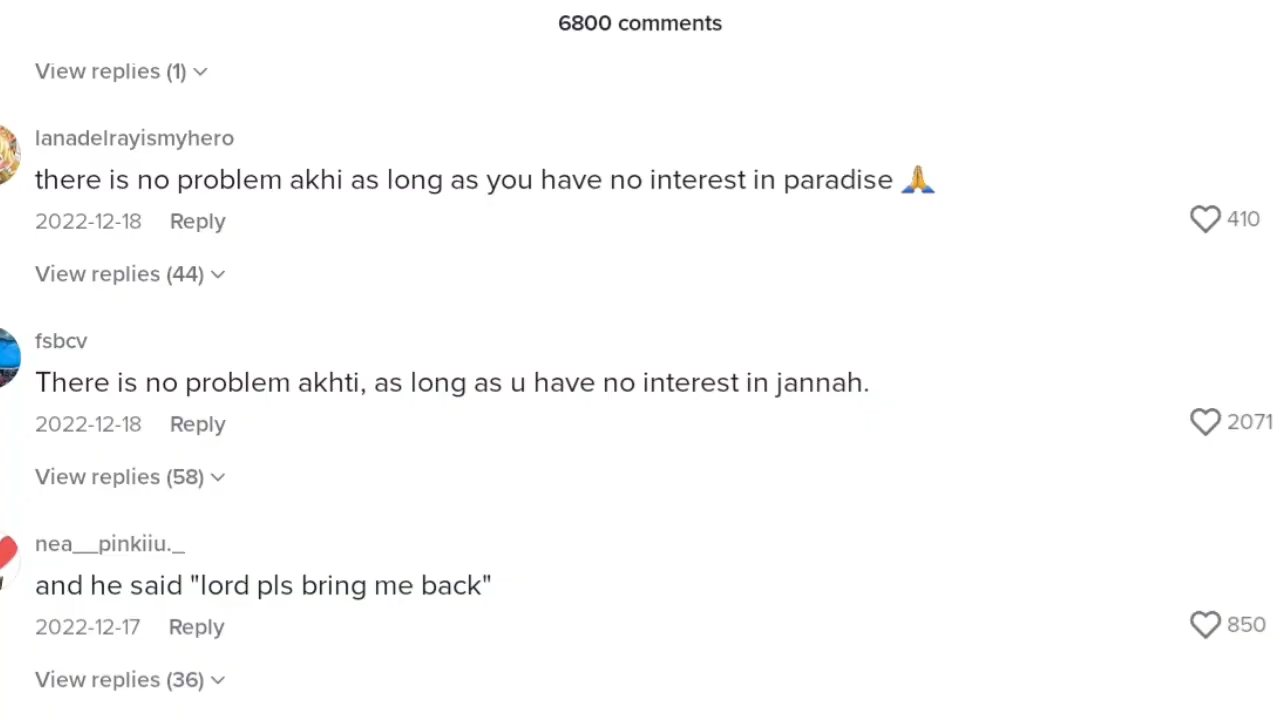 6800 comments
View replies (1)
lanadelrayismyhero
there is no problem akhi as long as you have no interest in paradise 🙏
2022-12-18 Reply
410
View replies (44)
fsbcv
There is no problem akhti, as long as u have no interest in jannah.
2022-12-18 Reply
2071
View replies (58)
nea__pinkiiu._
and he said "lord pls bring me back"
2022-12-17 Reply
850
View replies (36)